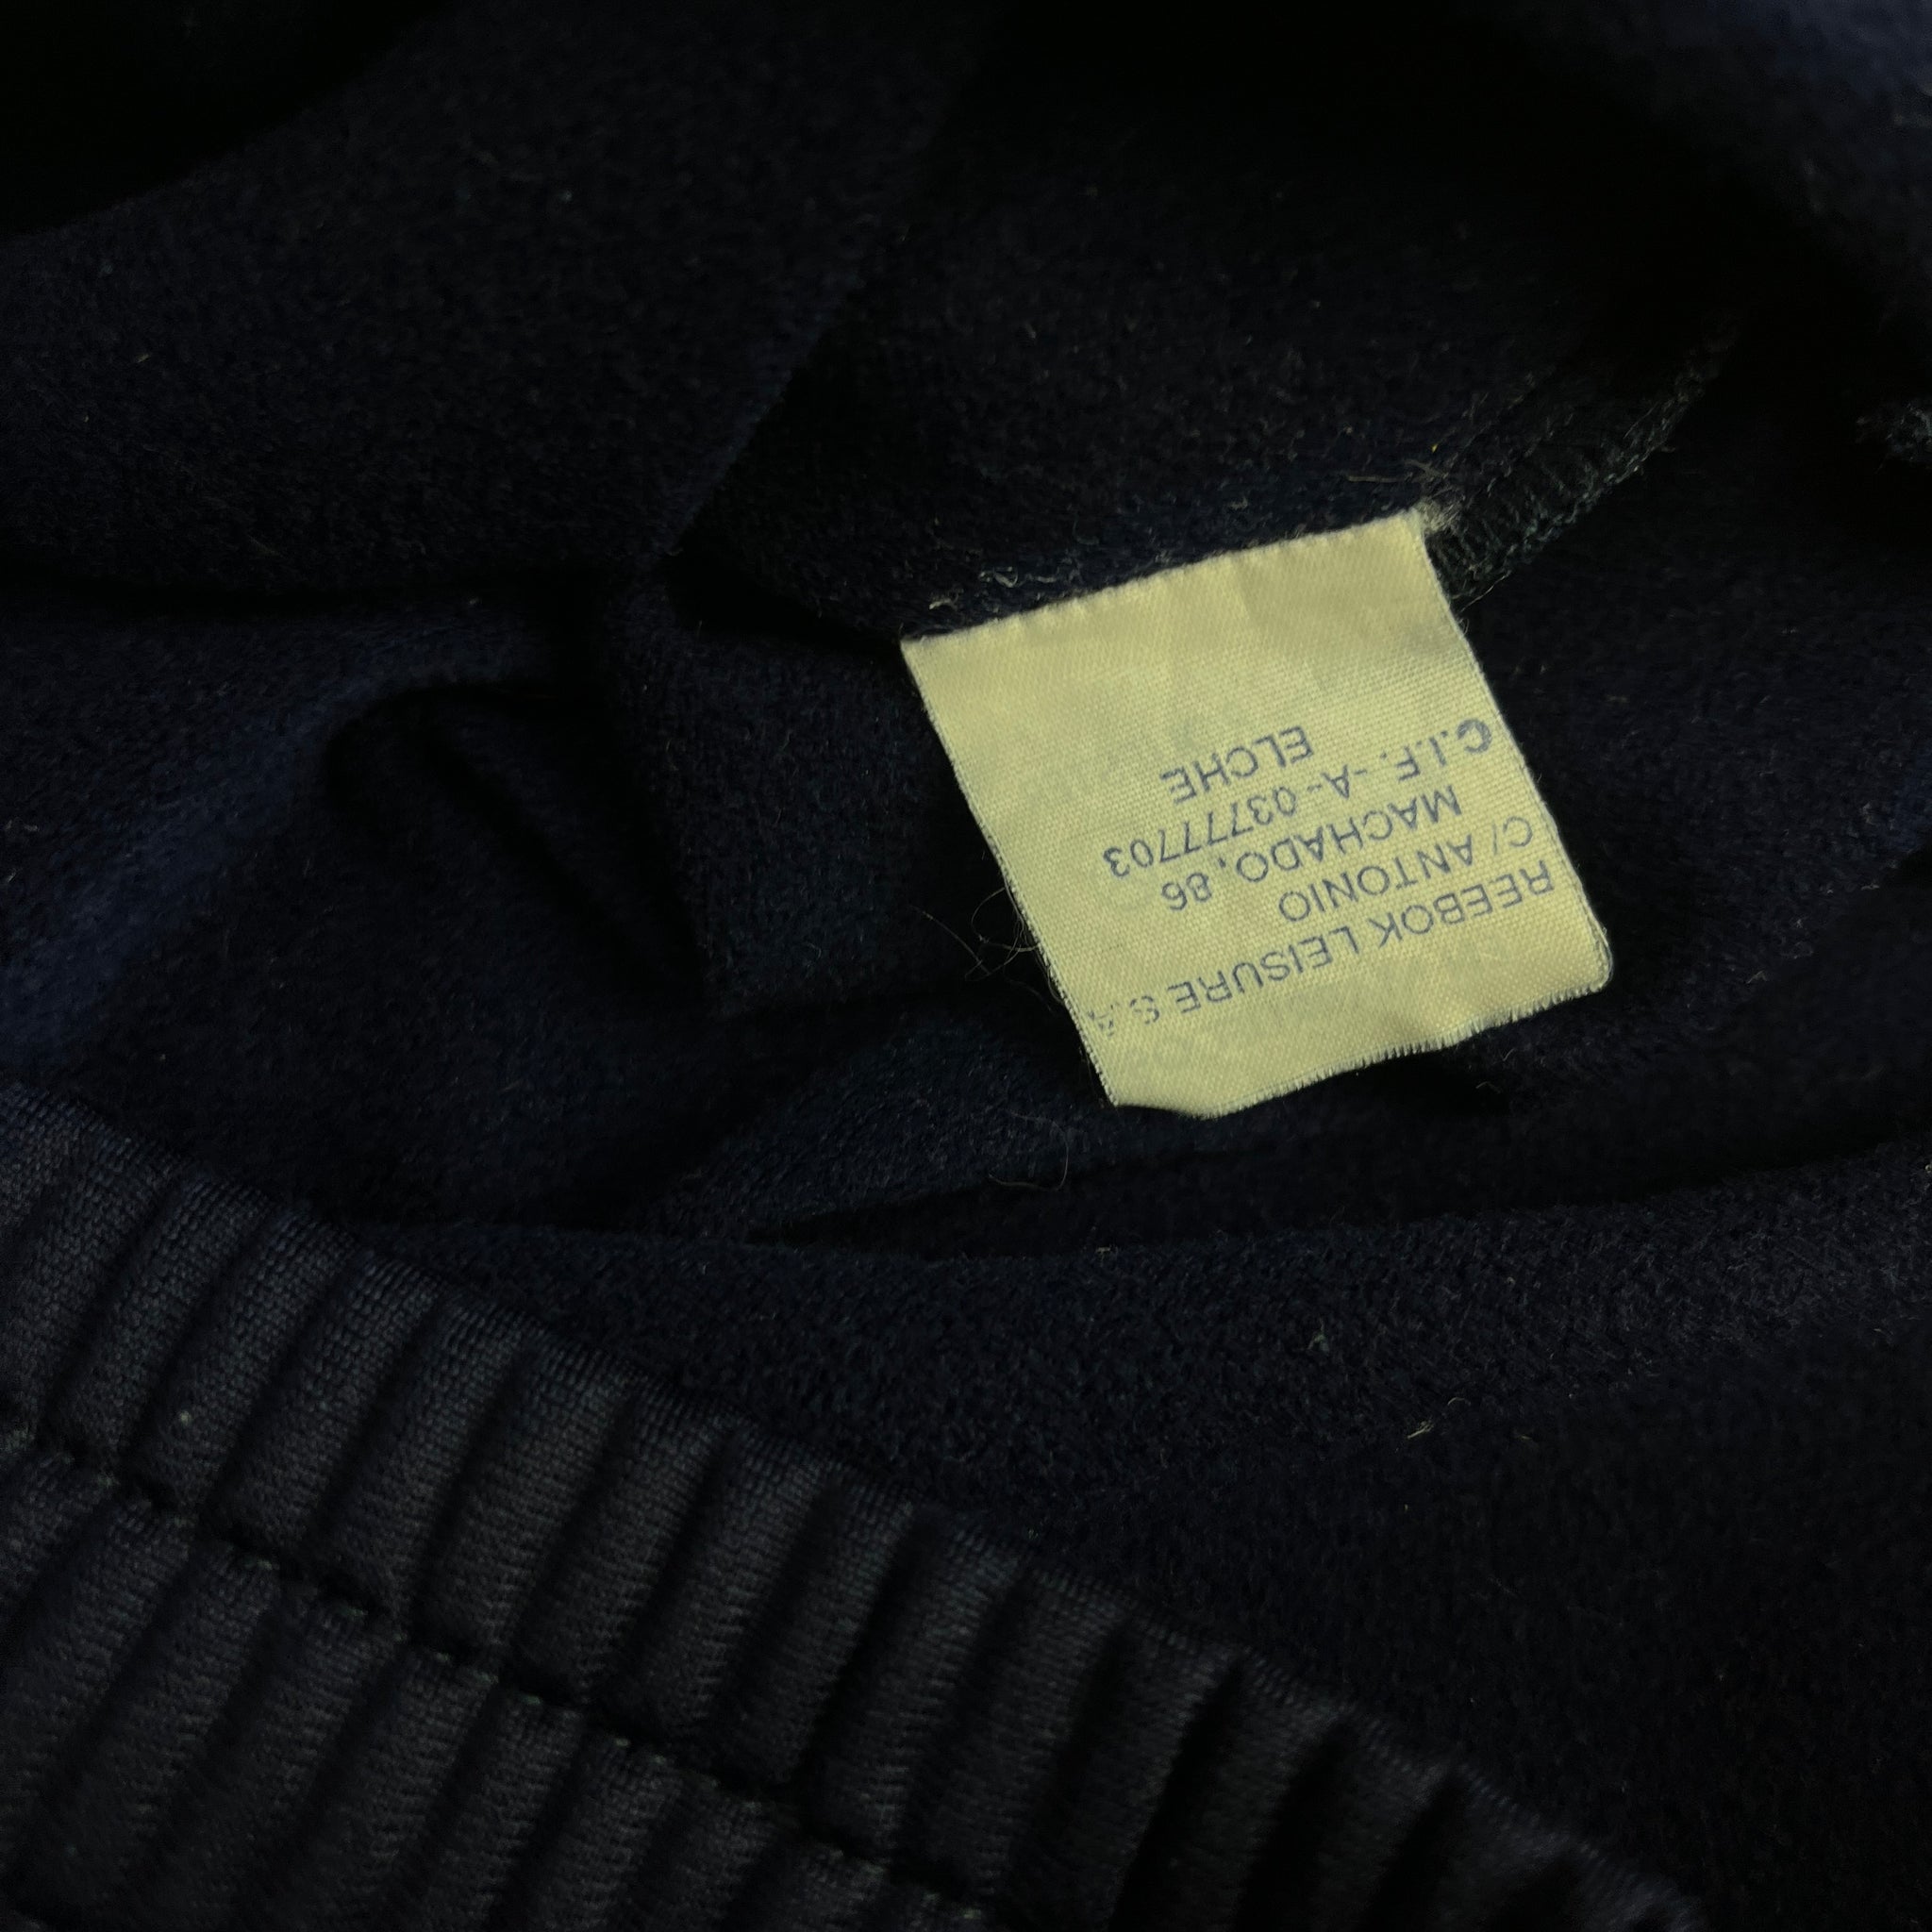 REEBOK LEISURE S.A
C/ ANTONIO
MACHADO, 86
C.I.F. -A-03777703
ELCHE